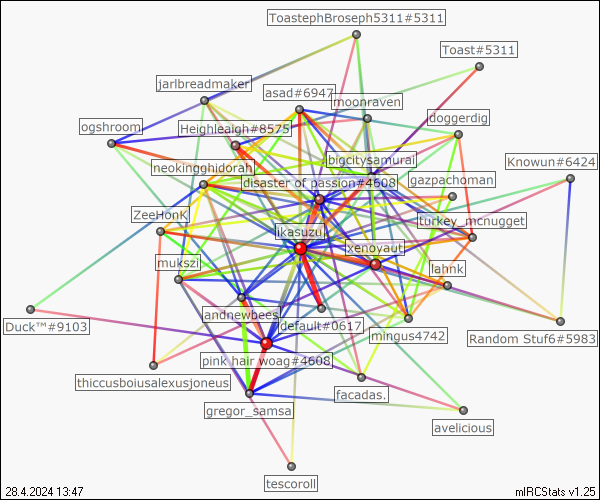 ToastephBroseph5311#5311
Toast#5311
jarlbreadmaker
asad#6947
moonraven
doggerdig
ogshroom
Heighleaigh#8575
bigcitysamurai
Knowun#6424
neokingghidorah
disaster of passion#4608
gazpachoman
ZeeHonK
turkey_mcnugget
ikasuzu
xenoyaut
mukszi
lahnk
andnewbees
default#0617
Duck™#9103
mingus4742
Random Stuf6#5983
pink hair woag#4608
thiccusboiusalexusjoneus
facadas.
gregor_samsa
avelicious
tescoroll
28.4.2024 13:47
mIRCStats v1.25